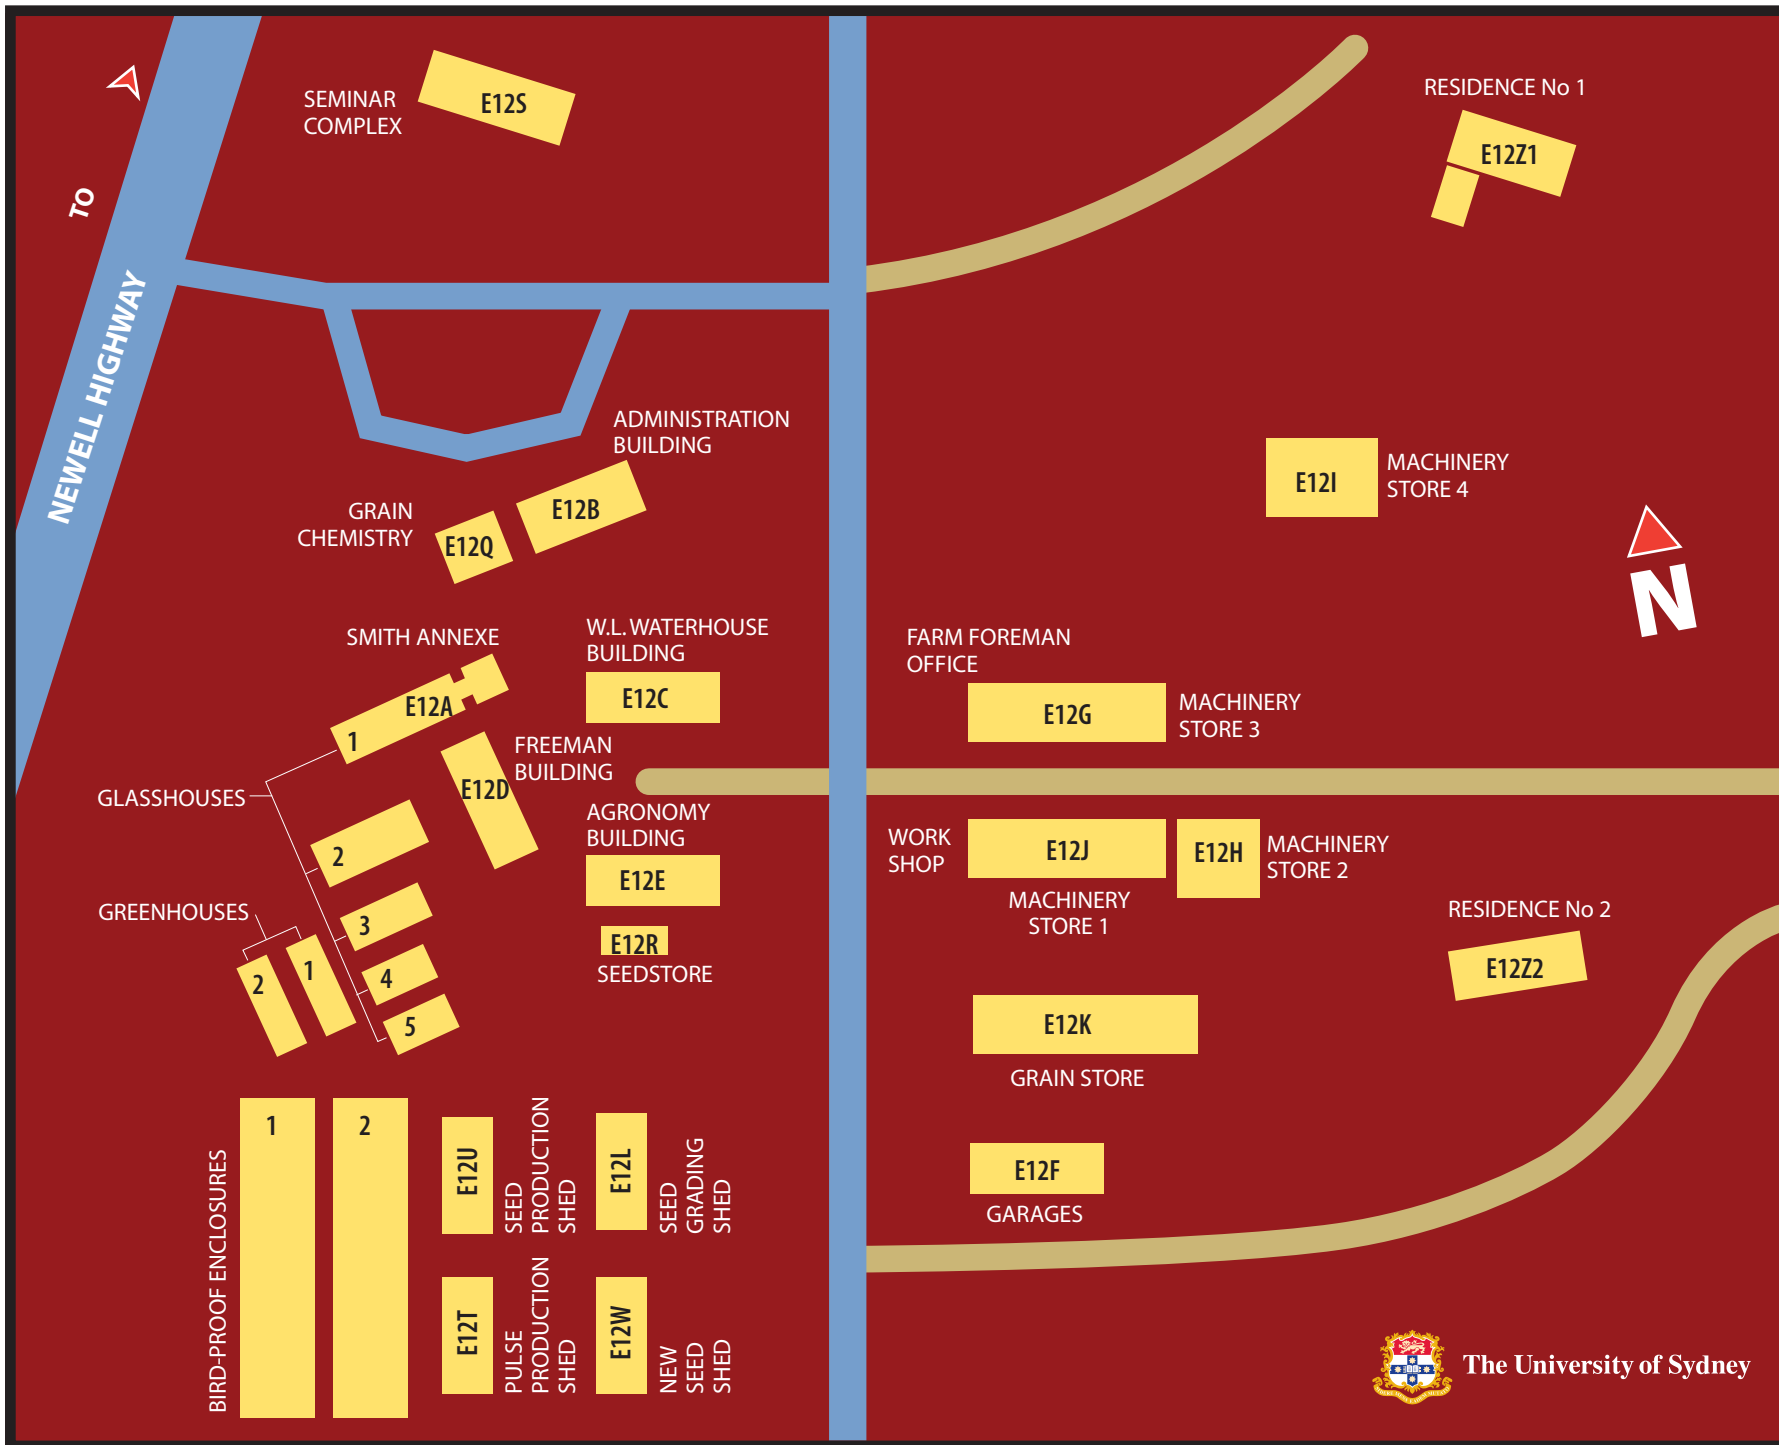 SEMINAR
COMPLEX
E12S
RESIDENCE No 1
E12Z1
TO
NEWELL HIGHWAY
ADMINISTRATION
BUILDING
E12B
GRAIN
CHEMISTRY
E12Q
E12I
MACHINERY
STORE 4
N
SMITH ANNEXE
E12A
1
W.L. WATERHOUSE
BUILDING
E12C
FARM FOREMAN
OFFICE
E12G
MACHINERY
STORE 3
FREEMAN
BUILDING
E12D
GLASSHOUSES
2
3
4
5
AGRONOMY
BUILDING
E12E
E12R
SEEDSTORE
WORK
SHOP
E12J
MACHINERY
STORE 1
E12H
MACHINERY
STORE 2
GREENHOUSES
2
1
RESIDENCE No 2
E12Z2
E12K
GRAIN STORE
BIRD-PROOF ENCLOSURES
1
2
E12U
SEED
PRODUCTION
SHED
E12L
SEED
GRADING
SHED
E12F
GARAGES
E12T
PULSE
PRODUCTION
SHED
E12W
NEW
SEED
SHED
The University of Sydney